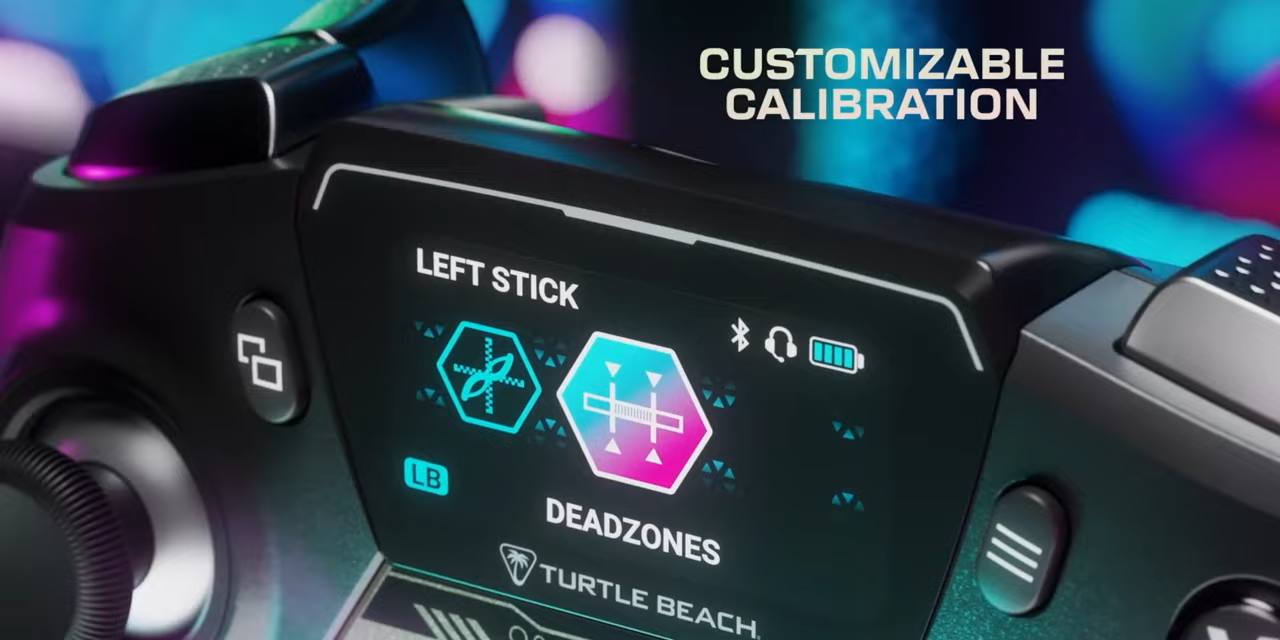 CUSTOMIZABLE
CALIBRATION
LEFT STICK
LB
DEADZONES
TURTLE BEACH